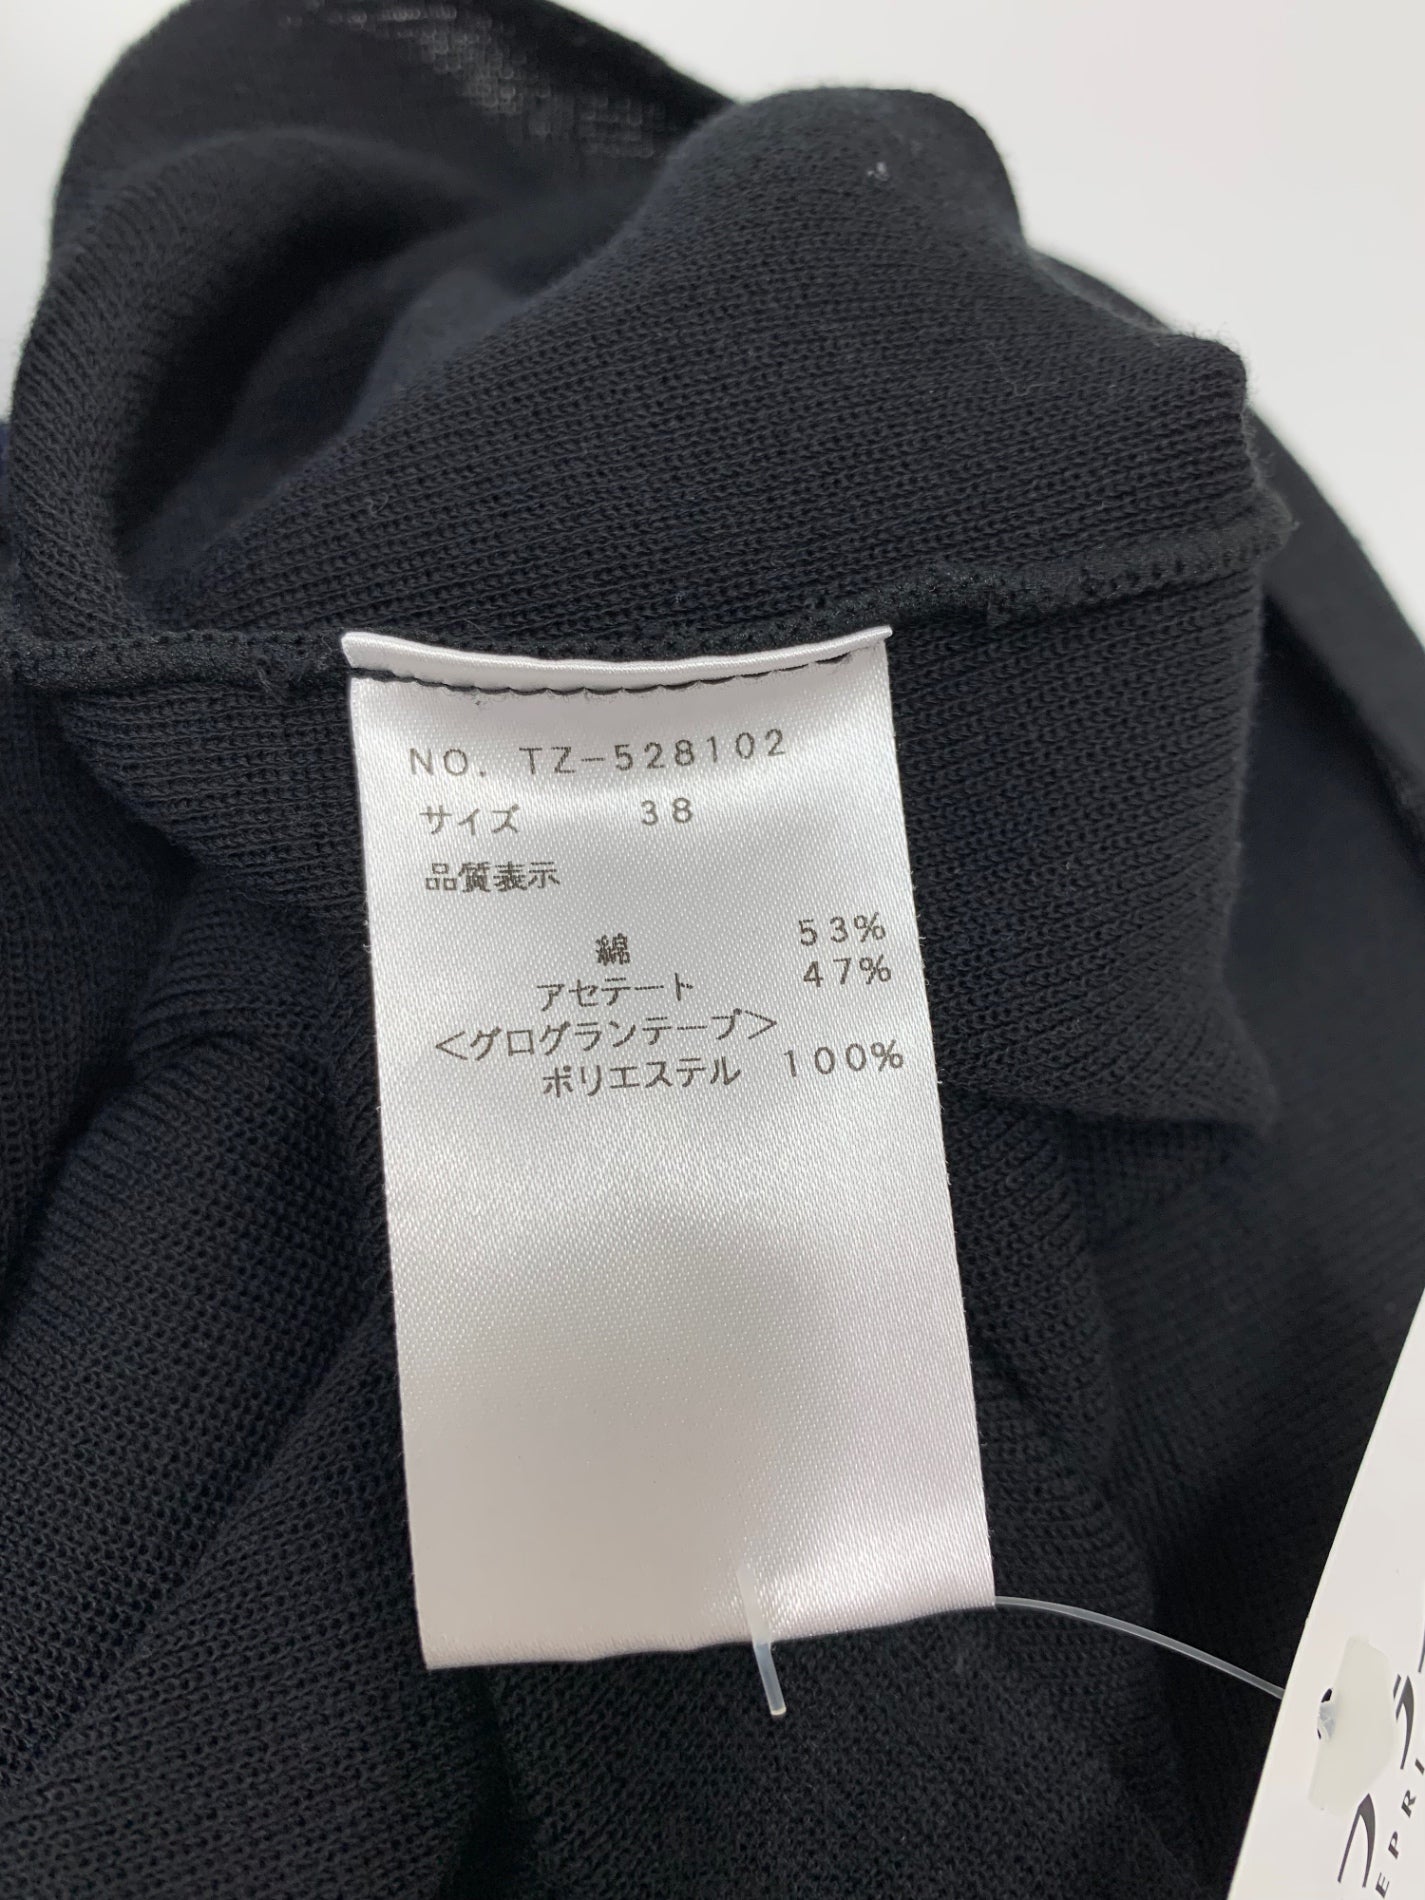 NO. TZ-528102
サイズ 38
品質表示
綿 53%
アセテート 47%
<グログランテープ>
ポリエステル 100%